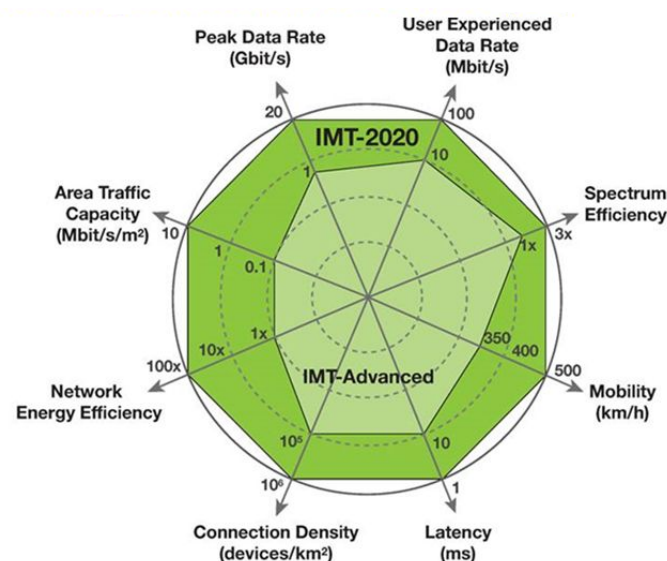 Peak Data Rate
(Gbit/s)
User Experienced
Data Rate
(Mbit/s)
20
100
IMT-2020
1
10
Area Traffic
Capacity
(Mbit/s/m²)
Spectrum
Efficiency
10
1
0.1
1x
3x
100x
10x
1x
350
400
500
Network
Energy Efficiency
IMT-Advanced
Mobility
(km/h)
10⁵
10
10⁶
1
Connection Density
(devices/km²)
Latency
(ms)